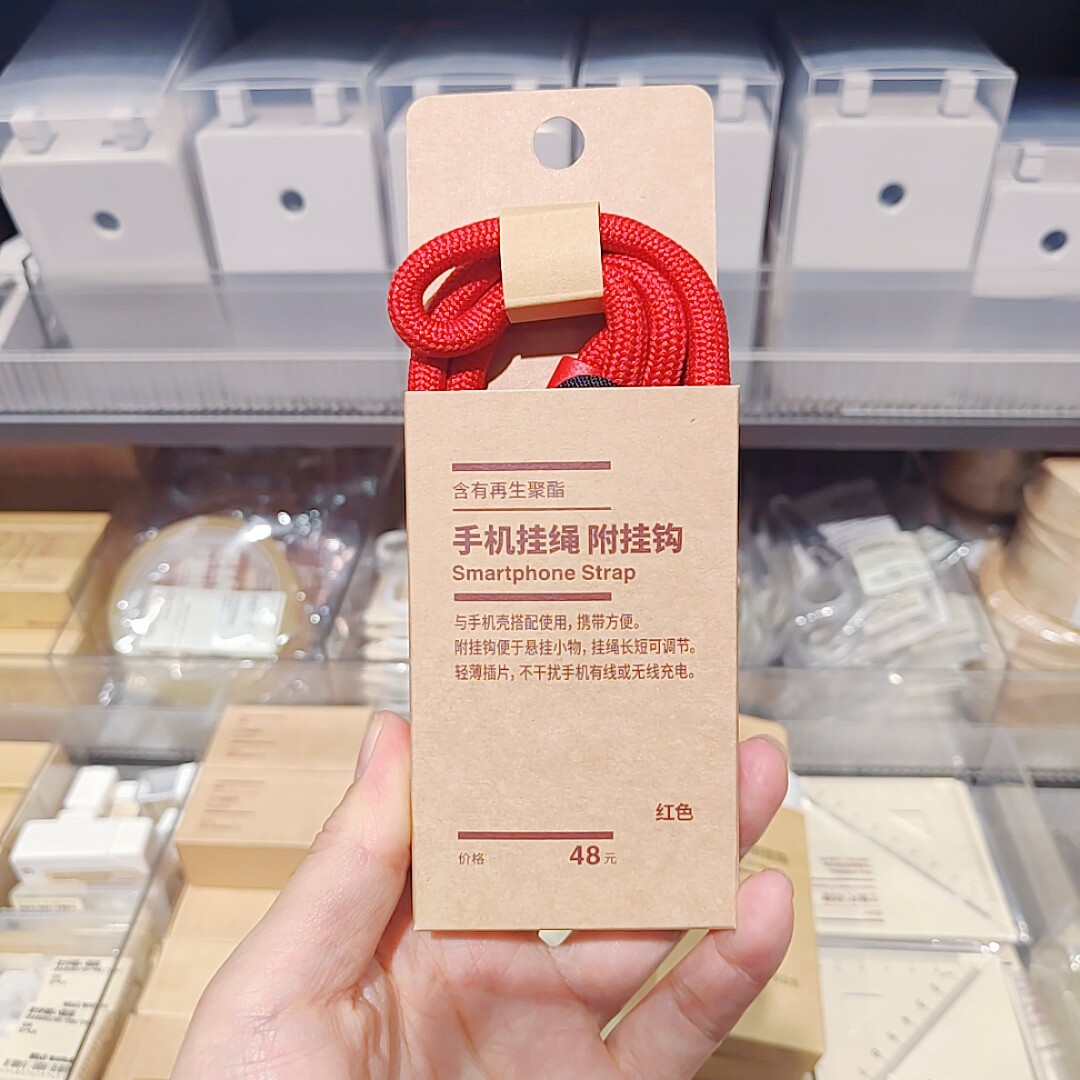 含有再生聚酯
手机挂绳 附挂钩
Smartphone Strap
与手机壳搭配使用，携带方便。
附挂钩便于悬挂小物，挂绳长短可调节。
轻薄插片，不干扰手机有线或无线充电。
红色
价格 48元